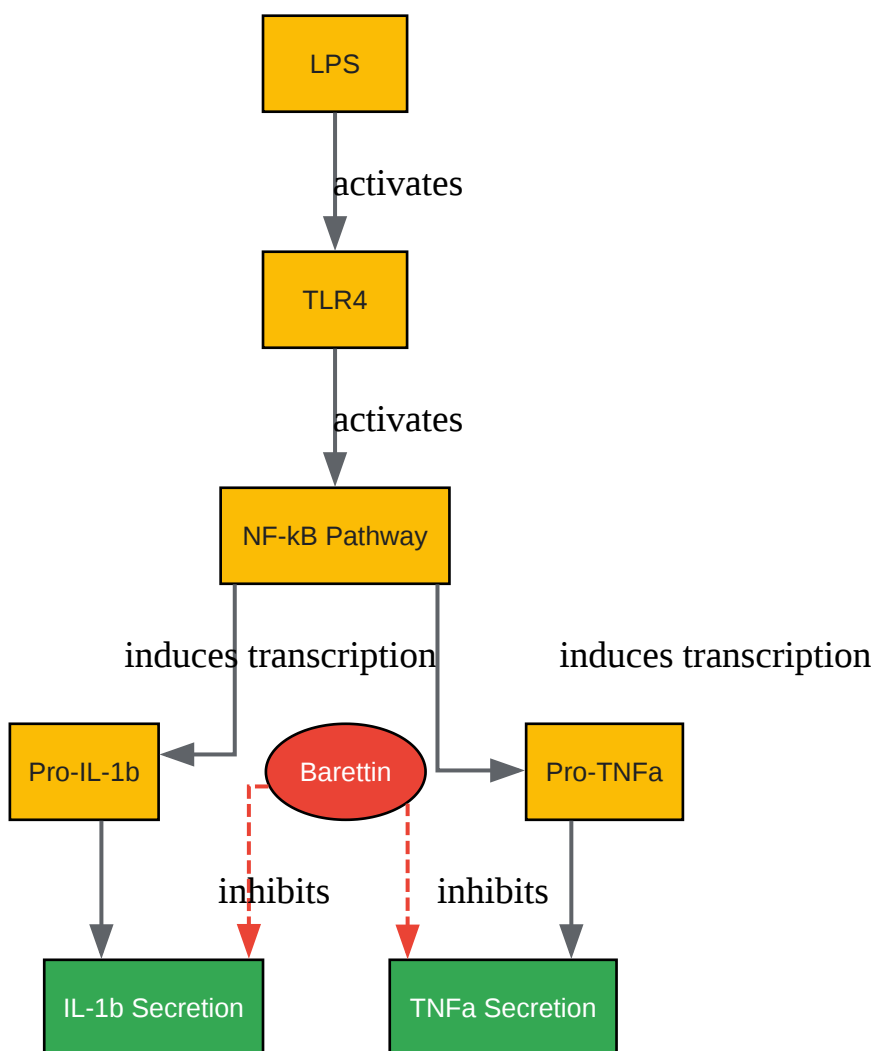 LPS
activates
TLR4
activates
NF-kB Pathway
induces transcription
induces transcription
Pro-IL-1b
Barettin
Pro-TNFa
inhibits
inhibits
IL-1b Secretion
TNFa Secretion